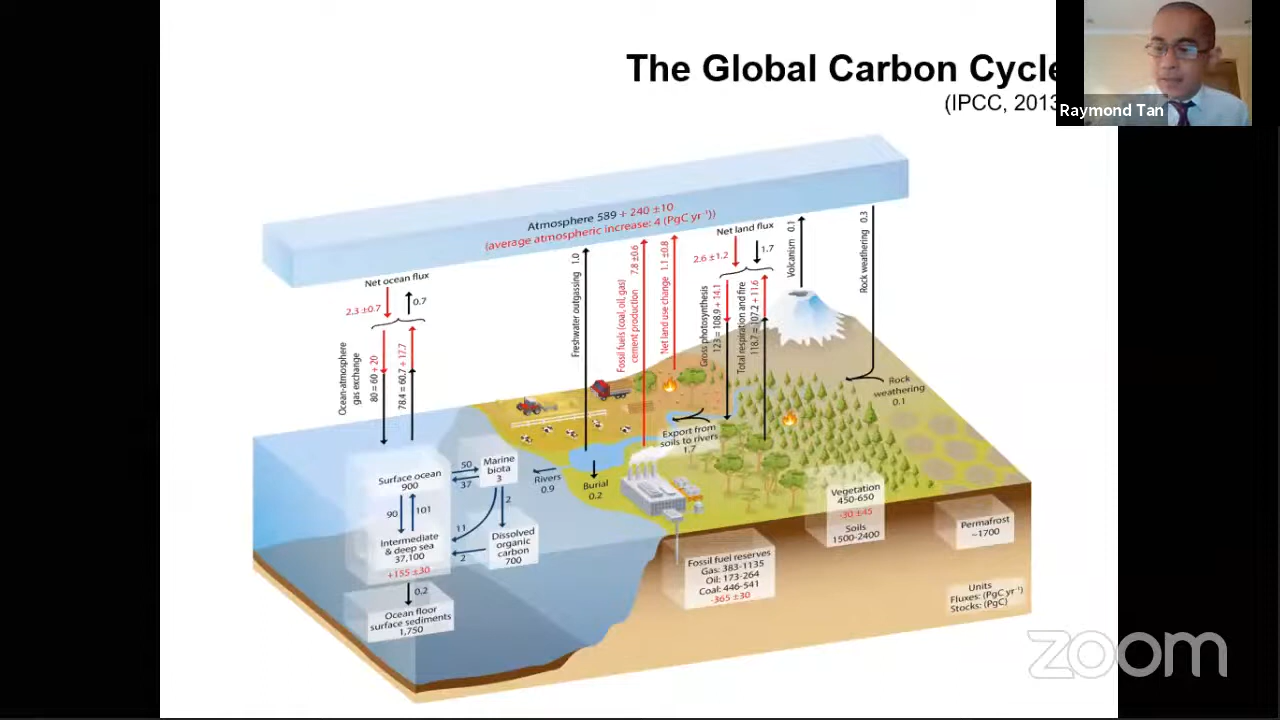 The Global Carbon Cycle
(IPCC, 2013
Raymond Tan
Atmosphere 589 + 240 ±10
(average atmospheric increase: 4 (PgC yr⁻¹))
Net ocean flux
2.3 ±0.7
0.7
Ocean-atmosphere
gas exchange
80 = 60 + 20
78.4 = 60.7 + 17.7
Freshwater outgassing 1.0
Fossil fuels (coal, oil, gas)
cement production 7.8 ±0.6
Net land use change 1.1 ±0.8
Net land flux
2.6 ±1.2
1.7
Gross photosynthesis
123 = 108.9 + 14.1
Total respiration and fire
118.7 = 107.2 + 11.6
Volcanism 0.1
Rock weathering 0.3
Rock
weathering
0.1
Export from
soils to rivers
1.7
Rivers
0.9
Burial
0.2
Surface ocean
900
50
37
Marine
biota
3
90
101
11
2
2
Intermediate
& deep sea
37,100
+155 ±30
Dissolved
organic
carbon
700
0.2
Ocean floor
surface sediments
1,750
Fossil fuel reserves
Gas: 383-1135
Oil: 173-264
Coal: 446-541
-365 ±30
Vegetation
450-650
-30 ±45
Soils
1500-2400
Permafrost
~1700
Units
Fluxes: (PgC yr⁻¹)
Stocks: (PgC)
zoom